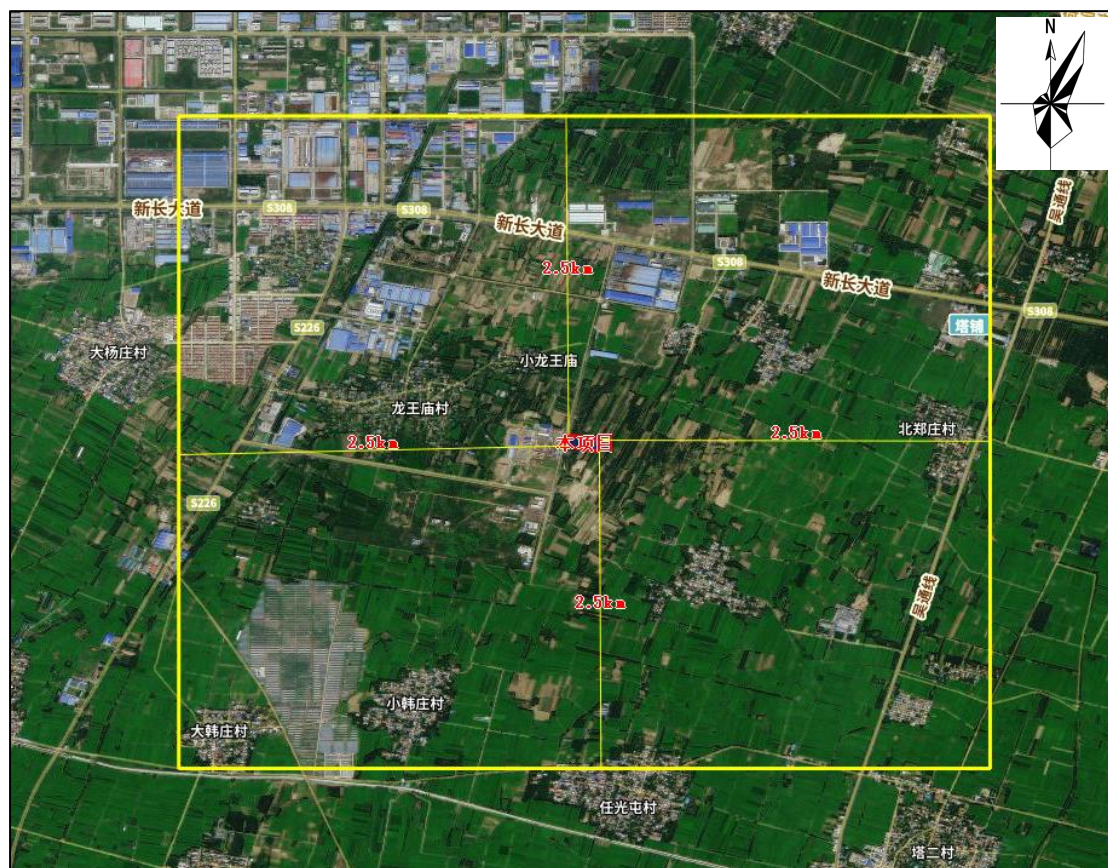 N
新长大道
S308
S308
新长大道
吴通线
2.5km
S308
新长大道
S308
塔铺
S226
大杨庄村
小龙王庙
龙王庙村
北郑庄村
2.5km
本项目
2.5km
S226
2.5km
吴通线
小韩庄村
大韩庄村
任光屯村
塔二村